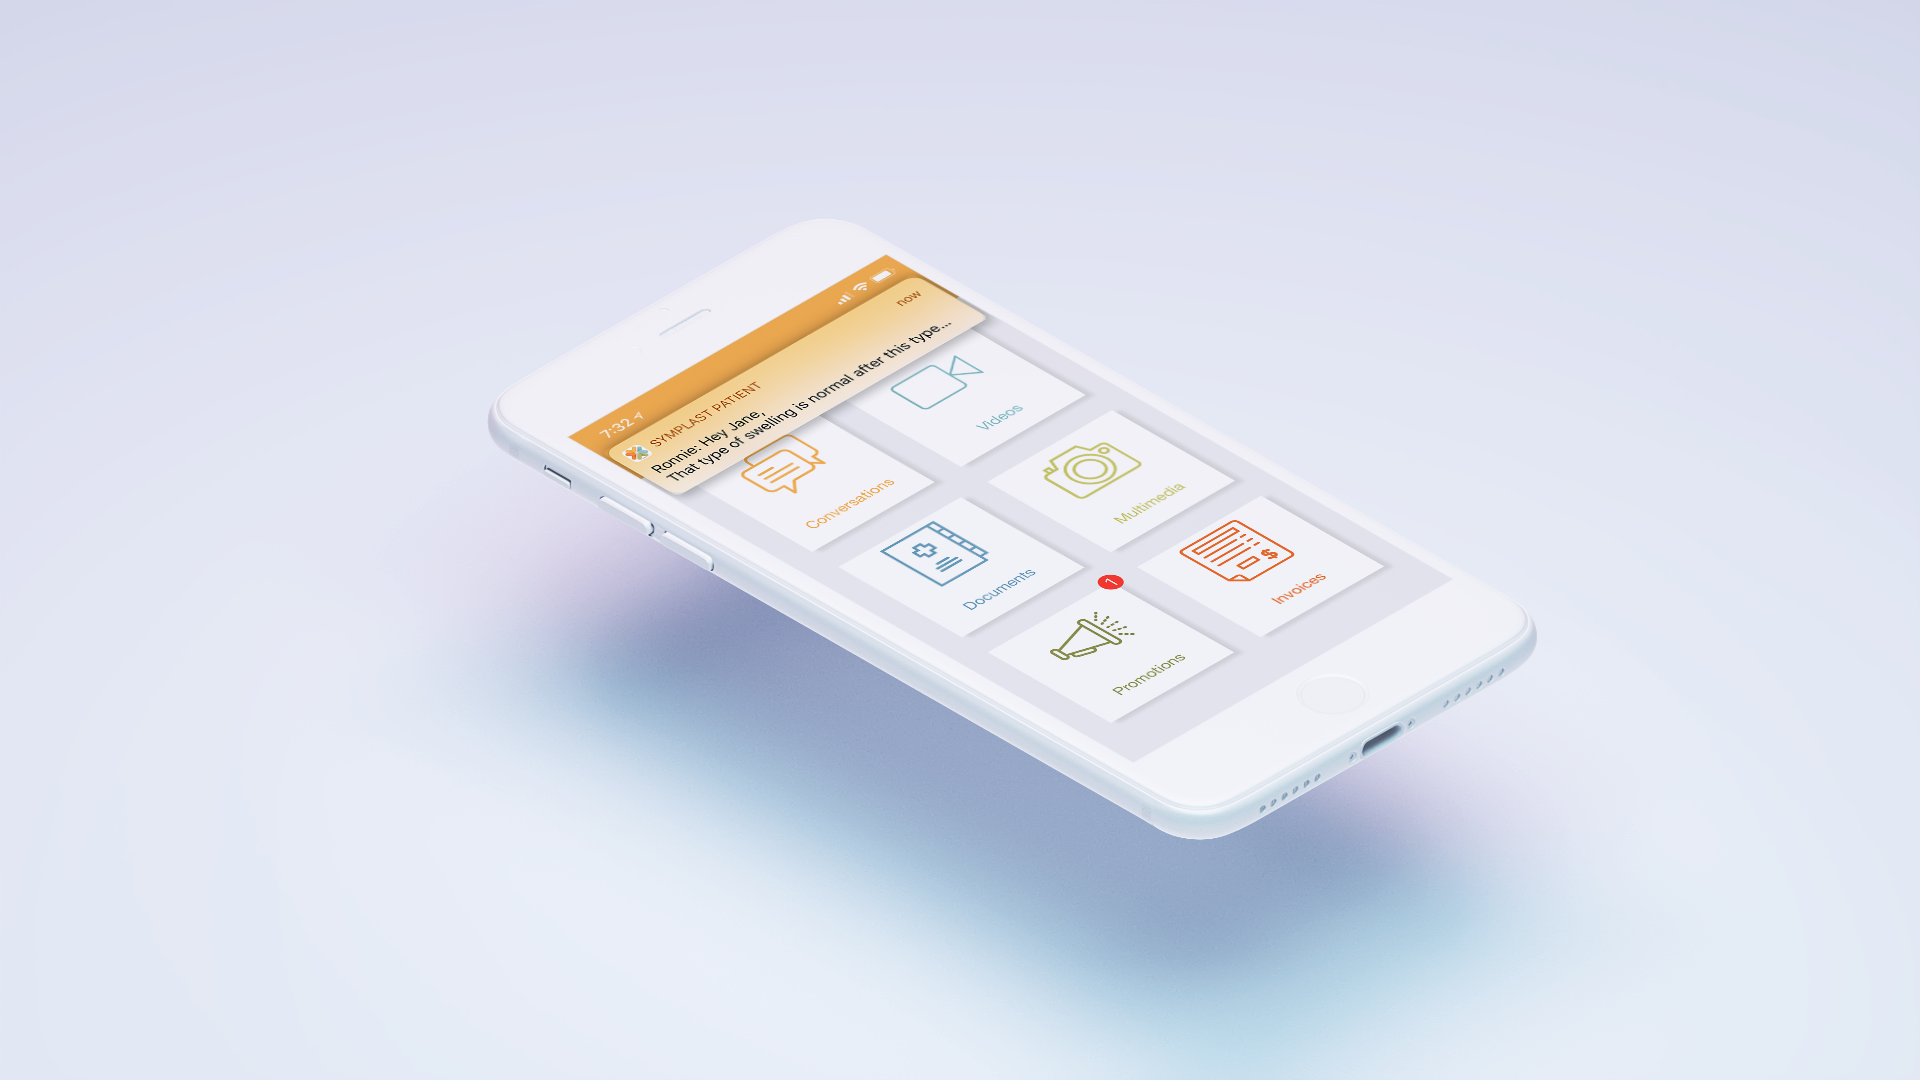 7:32
SYMPLAST PATIENT
now
Ronnie: Hey Jane,
That type of swelling is normal after this type...
Conversations
Videos
Documents
Multimedia
1
Promotions
Invoices
$